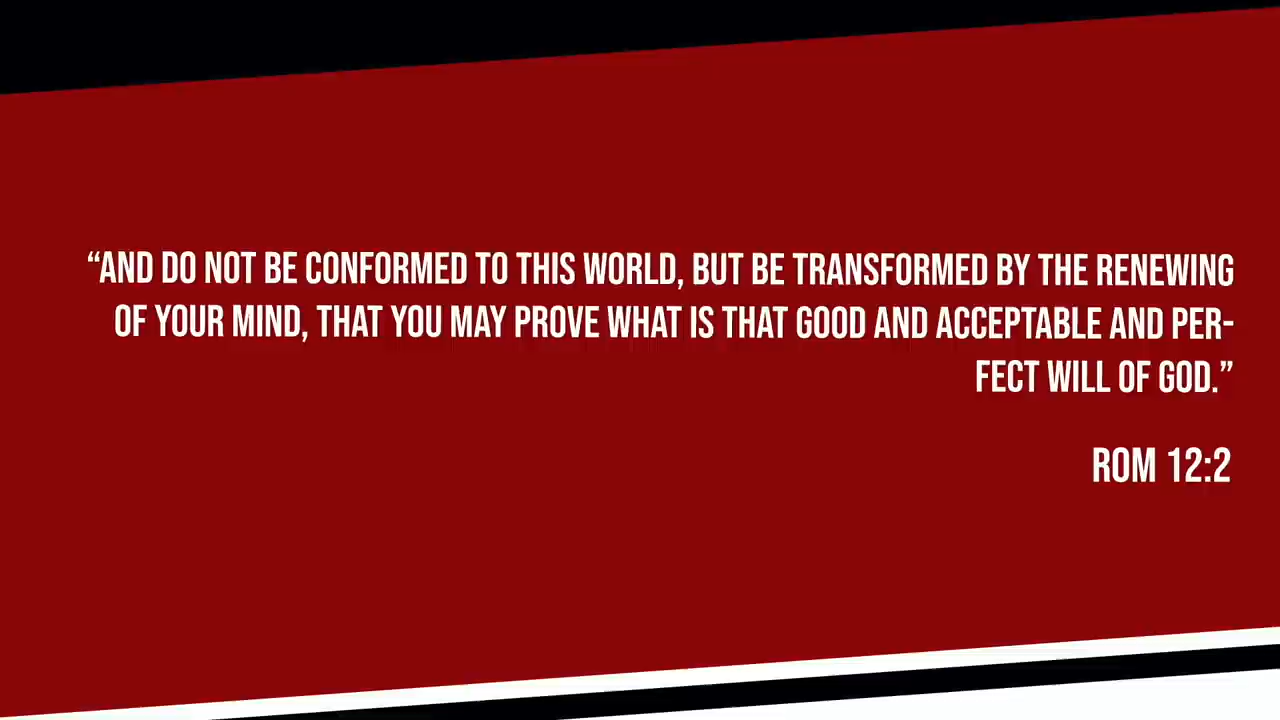 “AND DO NOT BE CONFORMED TO THIS WORLD, BUT BE TRANSFORMED BY THE RENEWING
OF YOUR MIND, THAT YOU MAY PROVE WHAT IS THAT GOOD AND ACCEPTABLE AND PER-
FECT WILL OF GOD.”
ROM 12:2